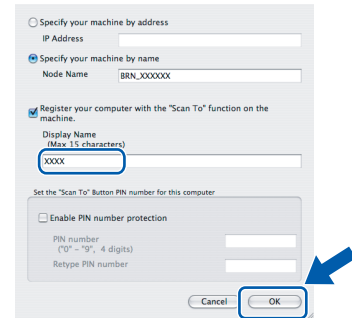 Specify your machine by address
IP Address
Specify your machine by name
Node Name BRN_XXXXXX
Register your computer with the "Scan To" function on the
machine.
Display Name
(Max 15 characters)
XXXX
Set the "Scan To" Button PIN number for this computer
Enable PIN number protection
PIN number
("0" – "9", 4 digits)
Retype PIN number
Cancel OK